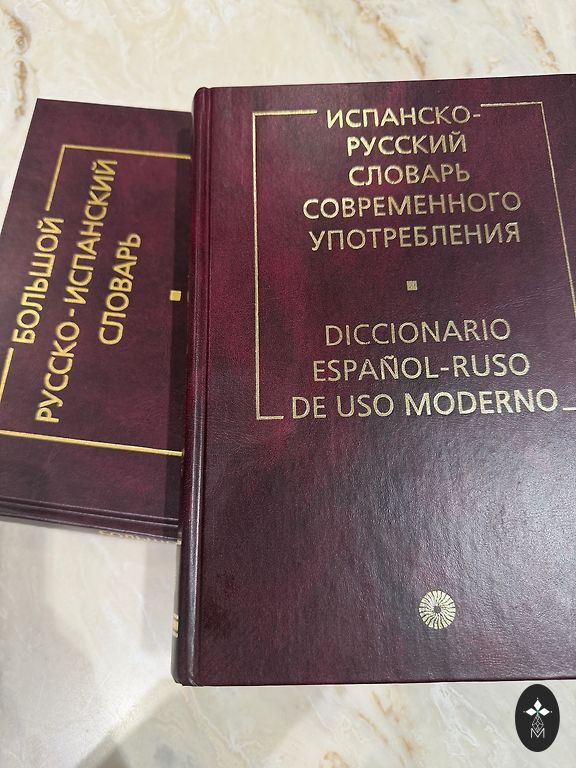 БОЛЬШОЙ
РУССКО-ИСПАНСКИЙ
СЛОВАРЬ
ИСПАНСКО-
РУССКИЙ
СЛОВАРЬ
СОВРЕМЕННОГО
УПОТРЕБЛЕНИЯ
DICCIONARIO
ESPAÑOL-RUSO
DE USO MODERNO